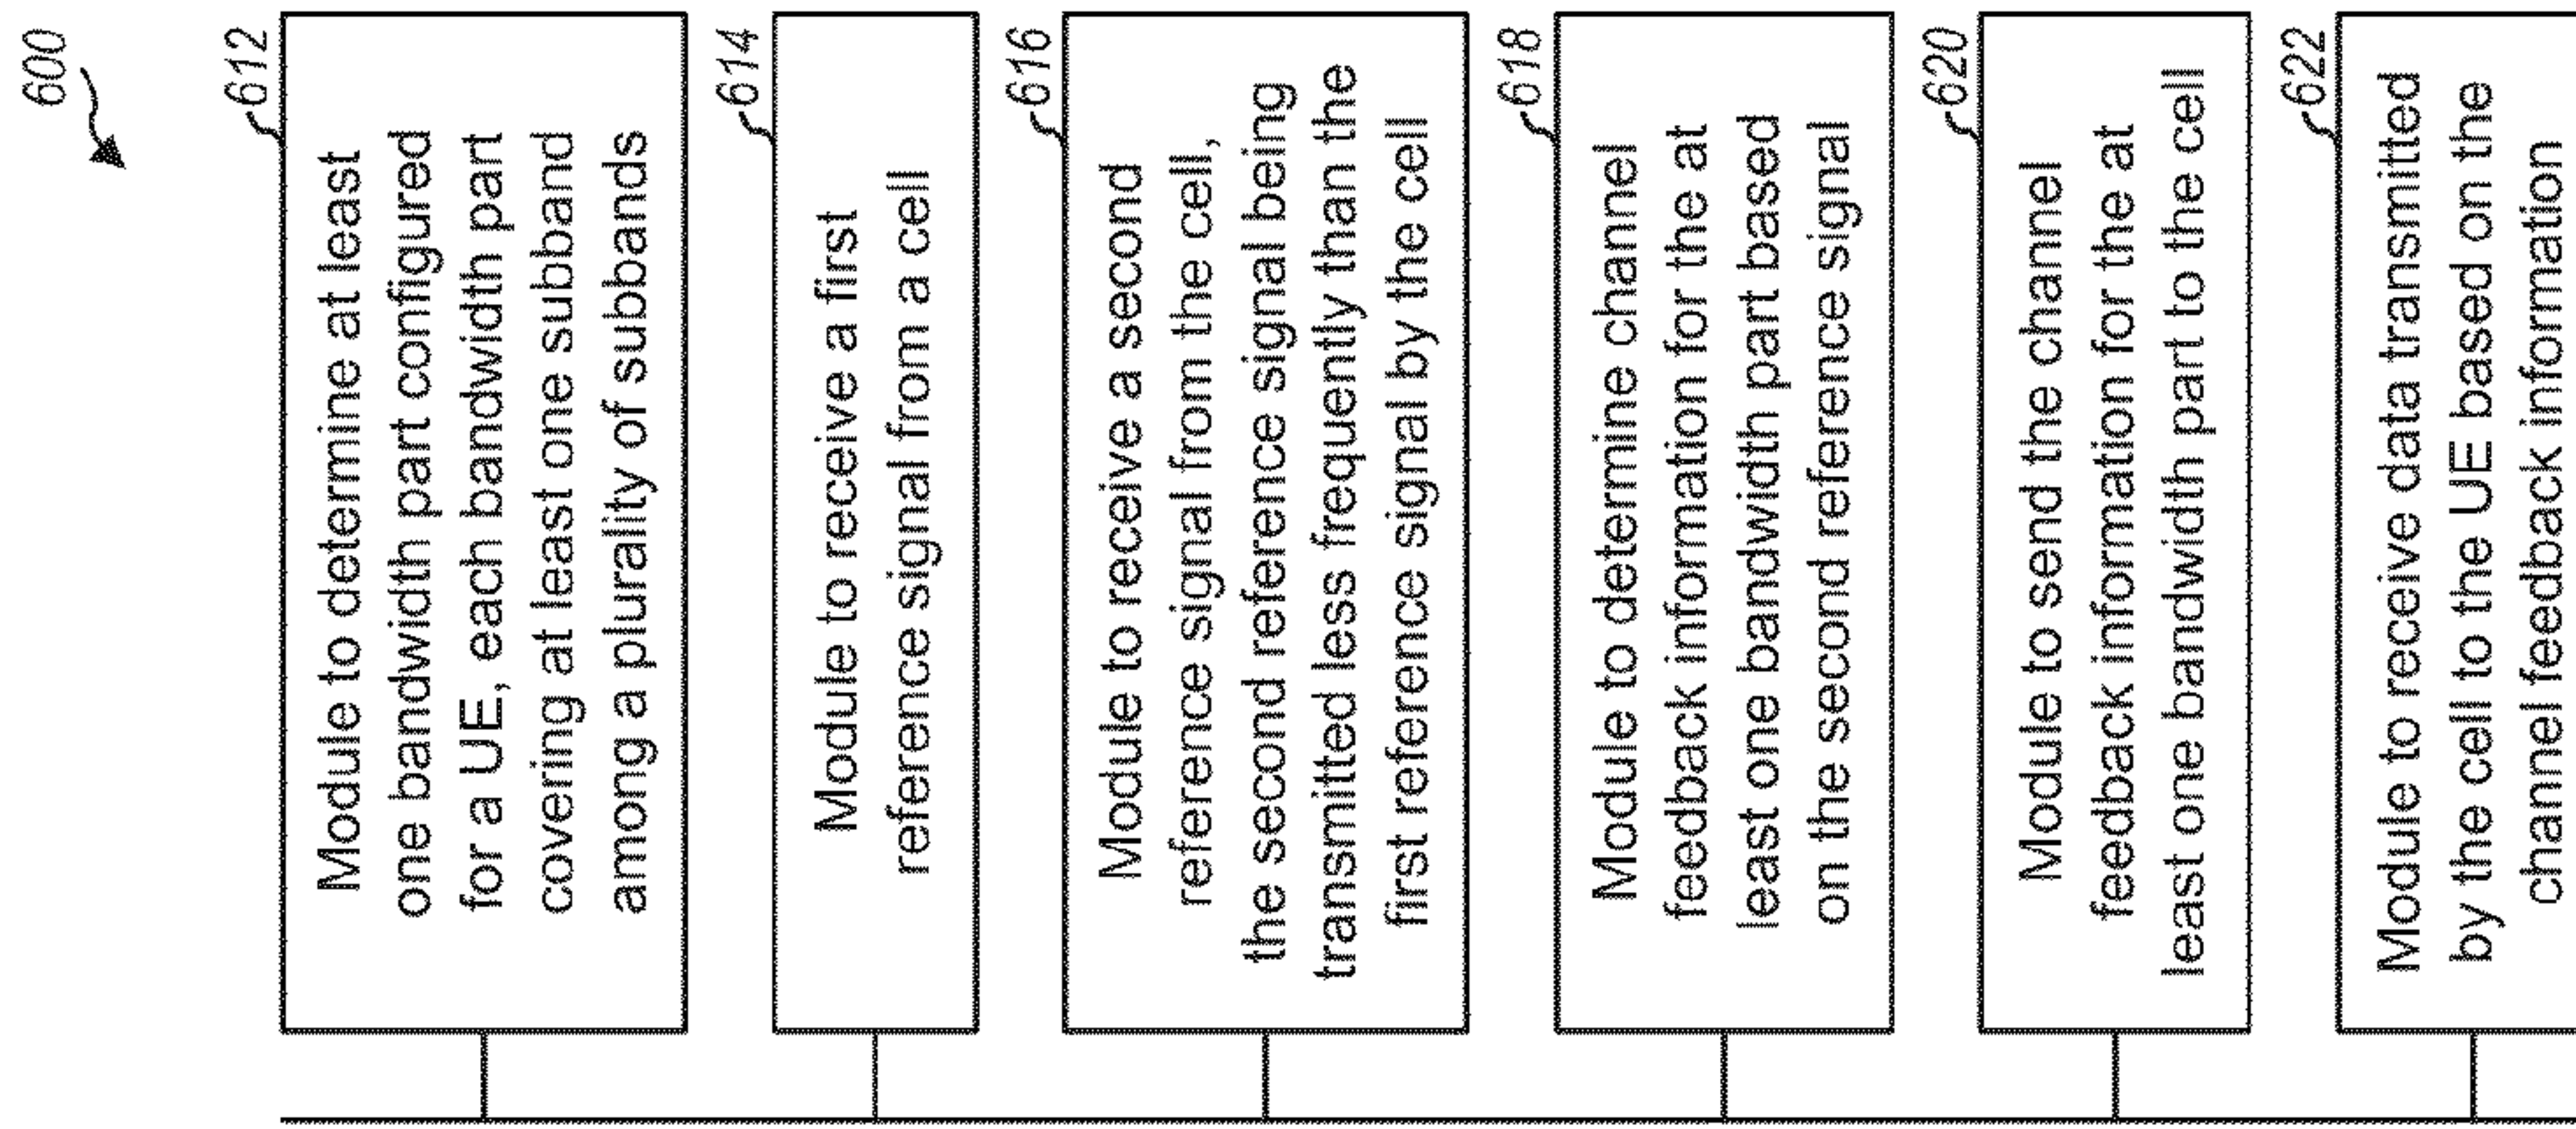 600
612
Module to determine at least
one bandwidth part configured
for a UE, each bandwidth part
covering at least one subband
among a plurality of subbands
614
Module to receive a first
reference signal from a cell
616
Module to receive a second
reference signal from the cell,
the second reference signal being
transmitted less frequently than the
first reference signal by the cell
618
Module to determine channel
feedback information for the at
least one bandwidth part based
on the second reference signal
620
Module to send the channel
feedback information for the at
least one bandwidth part to the cell
622
Module to receive data transmitted
by the cell to the UE based on the
channel feedback information